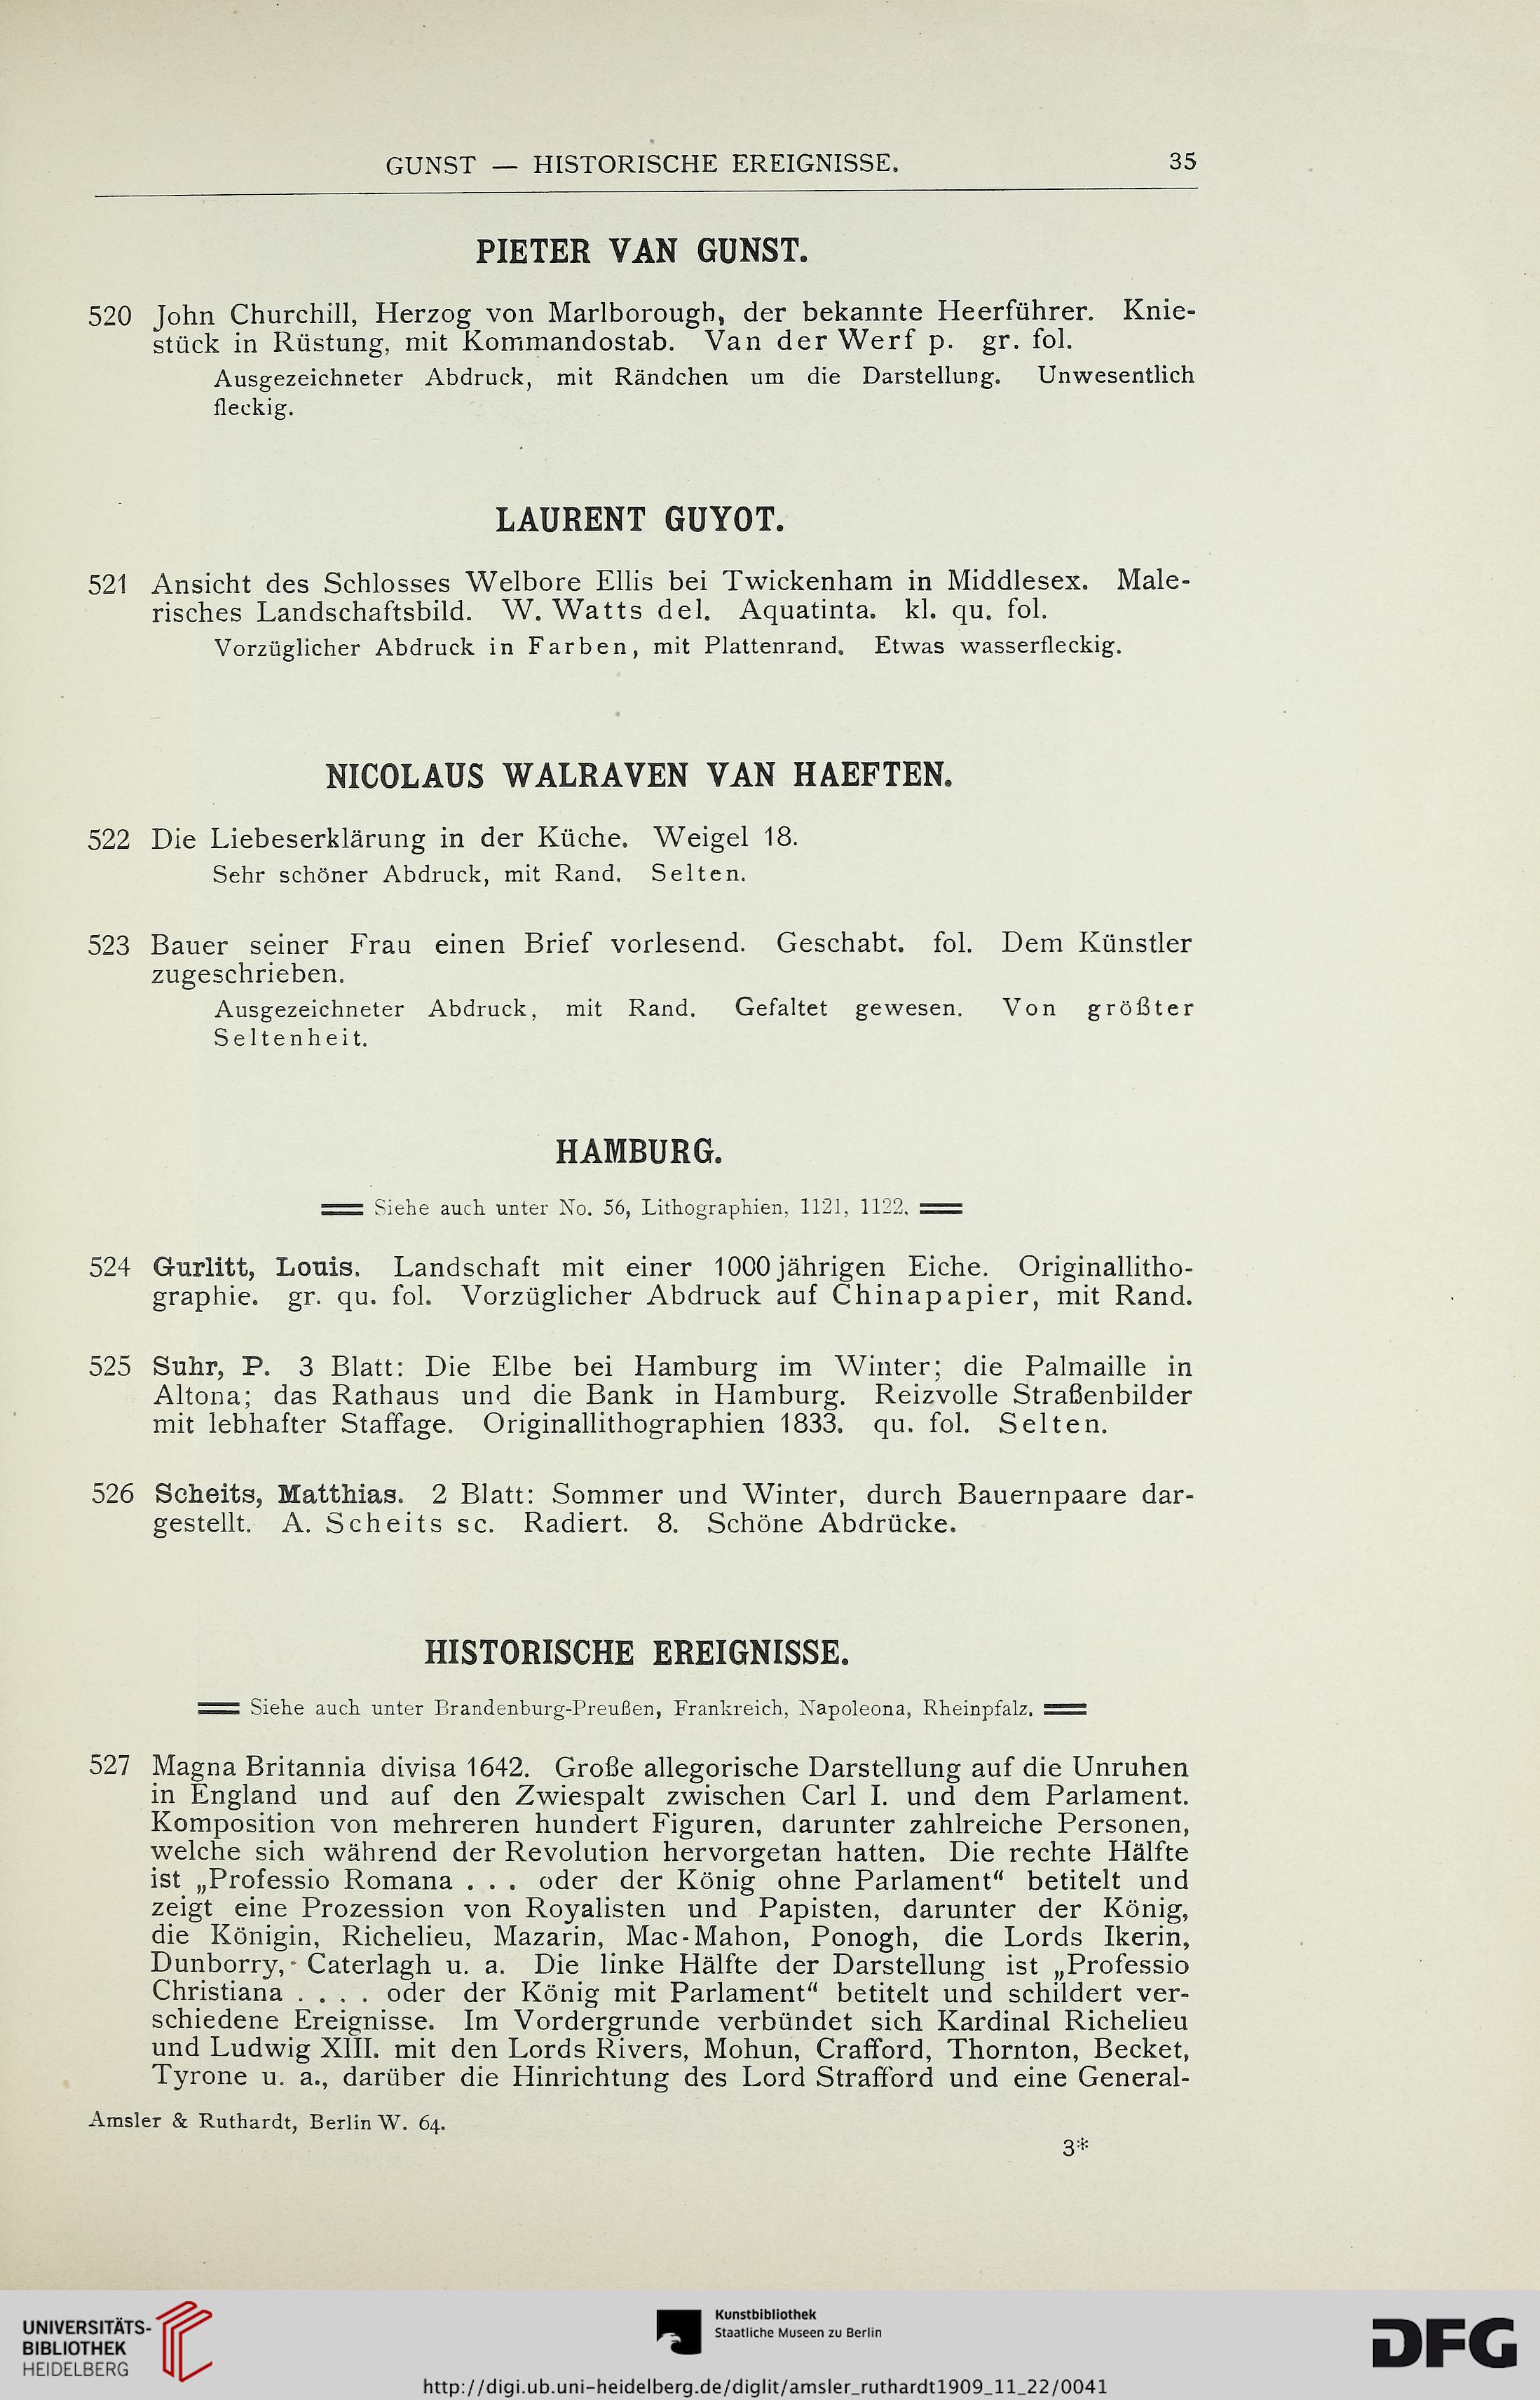 GUNST — HISTORISCHE EREIGNISSE. 35
PIETER VAN GUNST.
520 John Churchill, Herzog von Marlborough, der bekannte Heerführer. Knie-
stück in Rüstung, mit Kommandostab. Van der Werf p. gr. fol.
Ausgezeichneter Abdruck, mit Rändchen um die Darstellung. Unwesentlich
fleckig.
LAURENT GUYOT.
521 Ansicht des Schlosses Welbore Ellis bei Twickenham in Middlesex. Male-
risches Landschaftsbild. W. Watts del. Aquatinta. kl. qu. fol.
Vorzüglicher Abdruck in Farben, mit Plattenrand. Etwas wasserfleckig.
NICOLAUS WALRAVEN VAN HAEFTEN.
522 Die Liebeserklärung in der Küche. Weigel 18.
Sehr schöner Abdruck, mit Rand. Selten.
523 Bauer seiner Frau einen Brief vorlesend. Geschabt. fol. Dem Künstler
zugeschrieben.
Ausgezeichneter Abdruck, mit Rand. Gefaltet gewesen. Von größter
Seltenheit.
HAMBURG.
Siehe auch unter No. 56, Lithographien, 1121, 1122.
524 Gurlitt, Louis. Landschaft mit einer 1000 jährigen Eiche. Originallitho-
graphie. gr. qu. fol. Vorzüglicher Abdruck auf Chinapapier, mit Rand.
525 Suhr, P. 3 Blatt: Die Elbe bei Hamburg im Winter; die Palmaille in
Altona; das Rathaus und die Bank in Hamburg. Reizvolle Straßenbilder
mit lebhafter Staffage. Originallithographien 1833. qu. fol. Selten.
526 Scheits, Matthias. 2 Blatt: Sommer und Winter, durch Bauernpaare dar-
gestellt. A. Scheits sc. Radiert. 8. Schöne Abdrücke.
HISTORISCHE EREIGNISSE.
Siehe auch unter Brandenburg-Preußen, Frankreich, Napoleona, Rheinpfalz.
527 Magna Britannia divisa 1642. Große allegorische Darstellung auf die Unruhen
in England und auf den Zwiespalt zwischen Carl I. und dem Parlament.
Komposition von mehreren hundert Figuren, darunter zahlreiche Personen,
welche sich während der Revolution hervorgetan hatten. Die rechte Hälfte
ist „Professio Romana . . . oder der König ohne Parlament“ betitelt und
zeigt eine Prozession von Royalisten und Papisten, darunter der König,
die Königin, Richelieu, Mazarin, Mac-Mahon, Ponogh, die Lords Ikerin,
Dunborry, Caterlagh u. a. Die linke Hälfte der Darstellung ist „Professio
Christiana . . . . oder der König mit Parlament“ betitelt und schildert ver-
schiedene Ereignisse. Im Vordergrunde verbündet sich Kardinal Richelieu
und Ludwig XIII. mit den Lords Rivers, Mohun, Crafford, Thornton, Becket,
Tyrone u. a., darüber die Hinrichtung des Lord Strafford und eine General-
Amsler & Ruthardt, Berlin W. 64.
3*
UNIVERSITÄTS-
BIBLIOTHEK
HEIDELBERG
Kunstbibliothek
Staatliche Museen zu Berlin
DFG
http://digi.ub.uni-heidelberg.de/diglit/amsler_ruthardt1909_11_22/0041